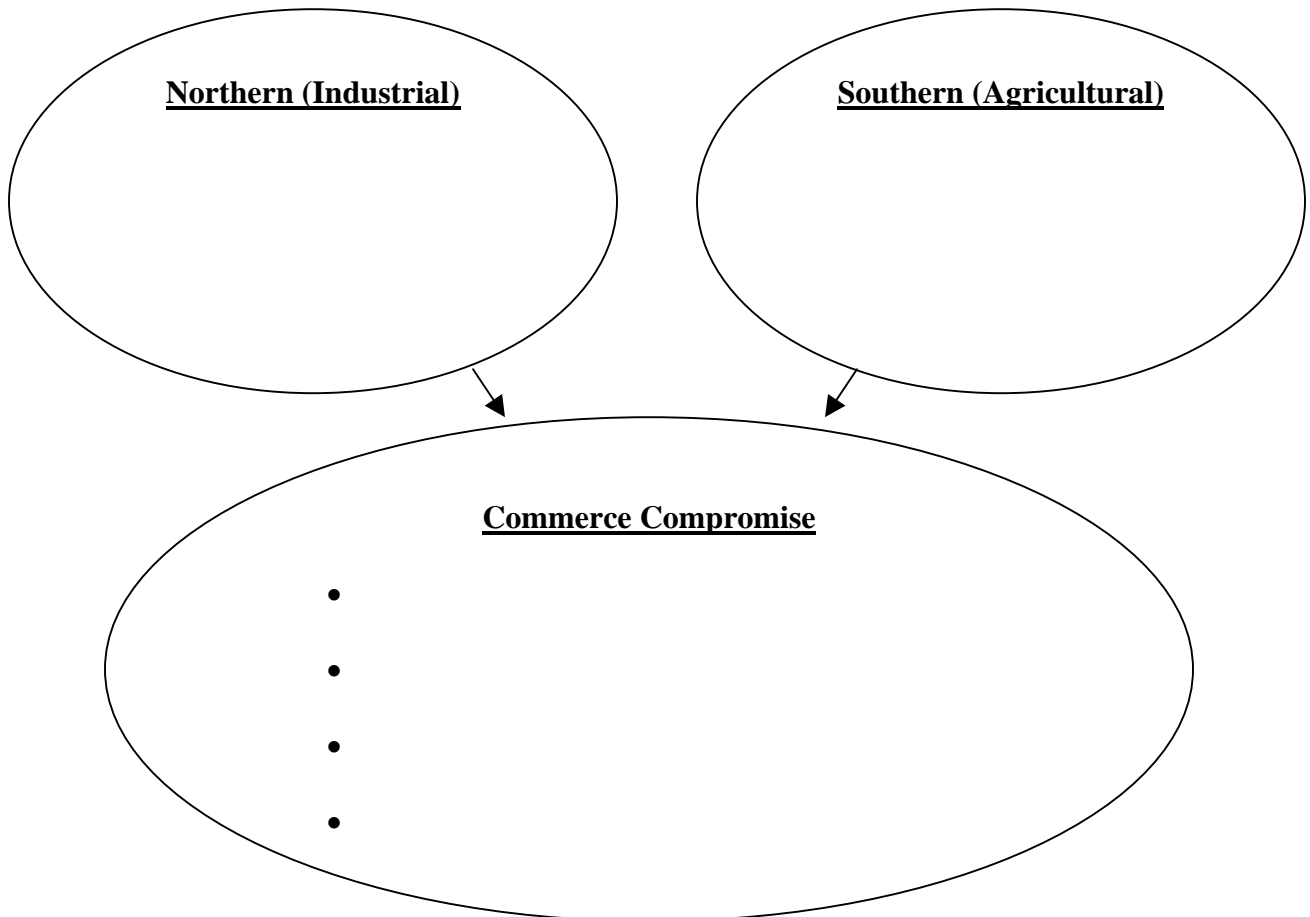 Northern (Industrial)
Southern (Agricultural)
Commerce Compromise
•
•
•
•